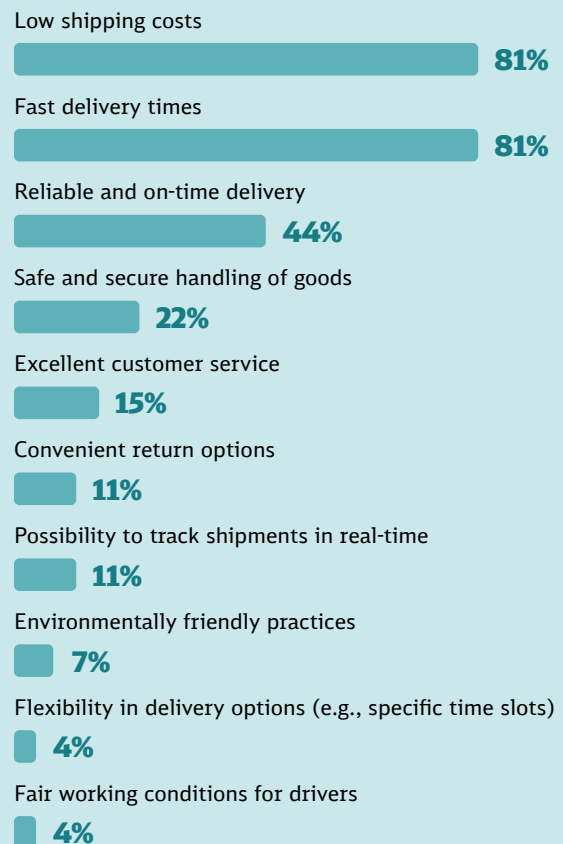 Low shipping costs
81%
Fast delivery times
81%
Reliable and on-time delivery
44%
Safe and secure handling of goods
22%
Excellent customer service
15%
Convenient return options
11%
Possibility to track shipments in real-time
11%
Environmentally friendly practices
7%
Flexibility in delivery options (e.g., specific time slots)
4%
Fair working conditions for drivers
4%